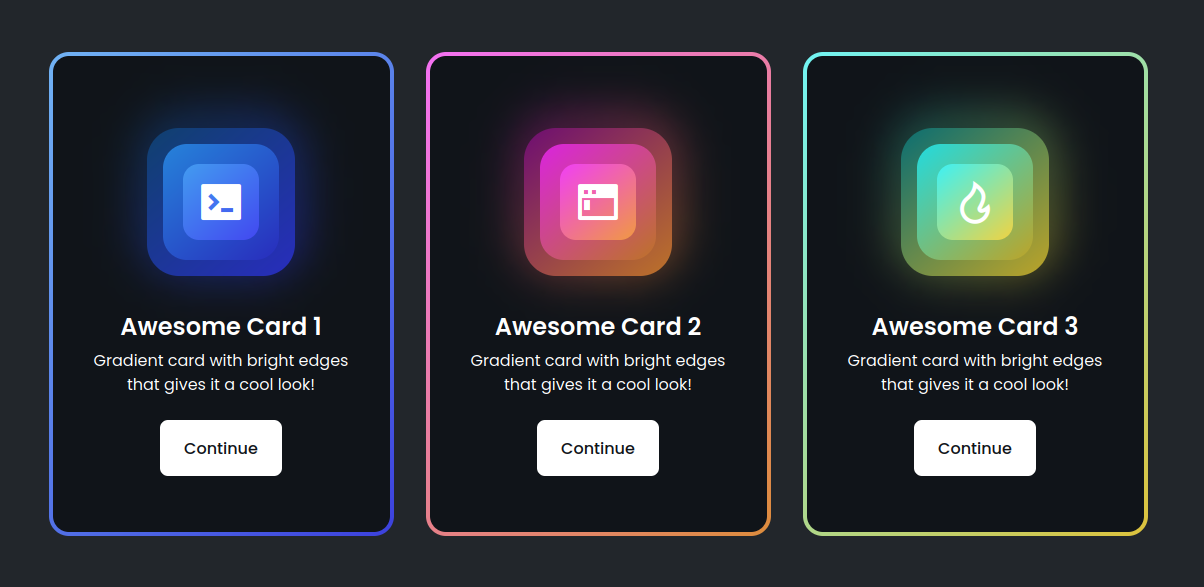 Awesome Card 1
Gradient card with bright edges
that gives it a cool look!
Continue
Awesome Card 2
Gradient card with bright edges
that gives it a cool look!
Continue
Awesome Card 3
Gradient card with bright edges
that gives it a cool look!
Continue